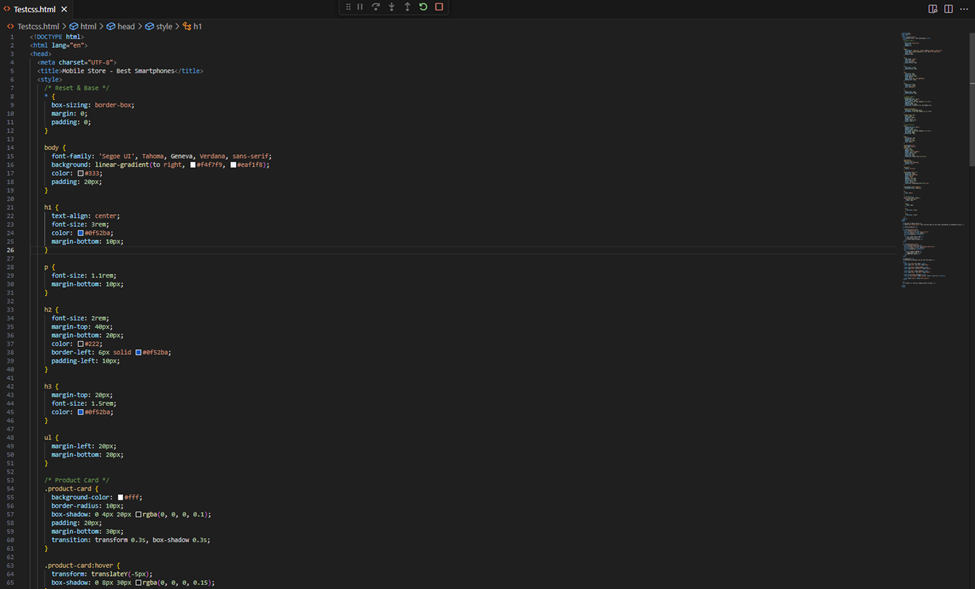 Testcss.html
Testcss.html > html > head > style > h1
1 <!DOCTYPE html>
2 <html lang="en">
3 <head>
4 <meta charset="UTF-8">
5 <title>Mobile Store - Best Smartphones</title>
6 <style>
7 /* Reset & Base */
8 * {
9 box-sizing: border-box;
10 margin: 0;
11 padding: 0;
12 }
13
14 body {
15 font-family: 'Segoe UI', Tahoma, Geneva, Verdana, sans-serif;
16 background: linear-gradient(to right, #f4f7f9, #eaf1f8);
17 color: #333;
18 padding: 20px;
19 }
20
21 h1 {
22 text-align: center;
23 font-size: 3rem;
24 color: #0f52ba;
25 margin-bottom: 10px;
26 }
27
28 p {
29 font-size: 1.1rem;
30 margin-bottom: 10px;
31 }
32
33 h2 {
34 font-size: 2rem;
35 margin-top: 40px;
36 margin-bottom: 20px;
37 color: #222;
38 border-left: 6px solid #0f52ba;
39 padding-left: 10px;
40 }
41
42 h3 {
43 margin-top: 20px;
44 font-size: 1.5rem;
45 color: #0f52ba;
46 }
47
48 ul {
49 margin-left: 20px;
50 margin-bottom: 20px;
51 }
52
53 /* Product Card */
54 .product-card {
55 background-color: #fff;
56 border-radius: 10px;
57 box-shadow: 0 4px 20px rgba(0, 0, 0, 0.1);
58 padding: 20px;
59 margin-bottom: 30px;
60 transition: transform 0.3s, box-shadow 0.3s;
61 }
62
63 .product-card:hover {
64 transform: translateY(-5px);
65 box-shadow: 0 8px 30px rgba(0, 0, 0, 0.15);